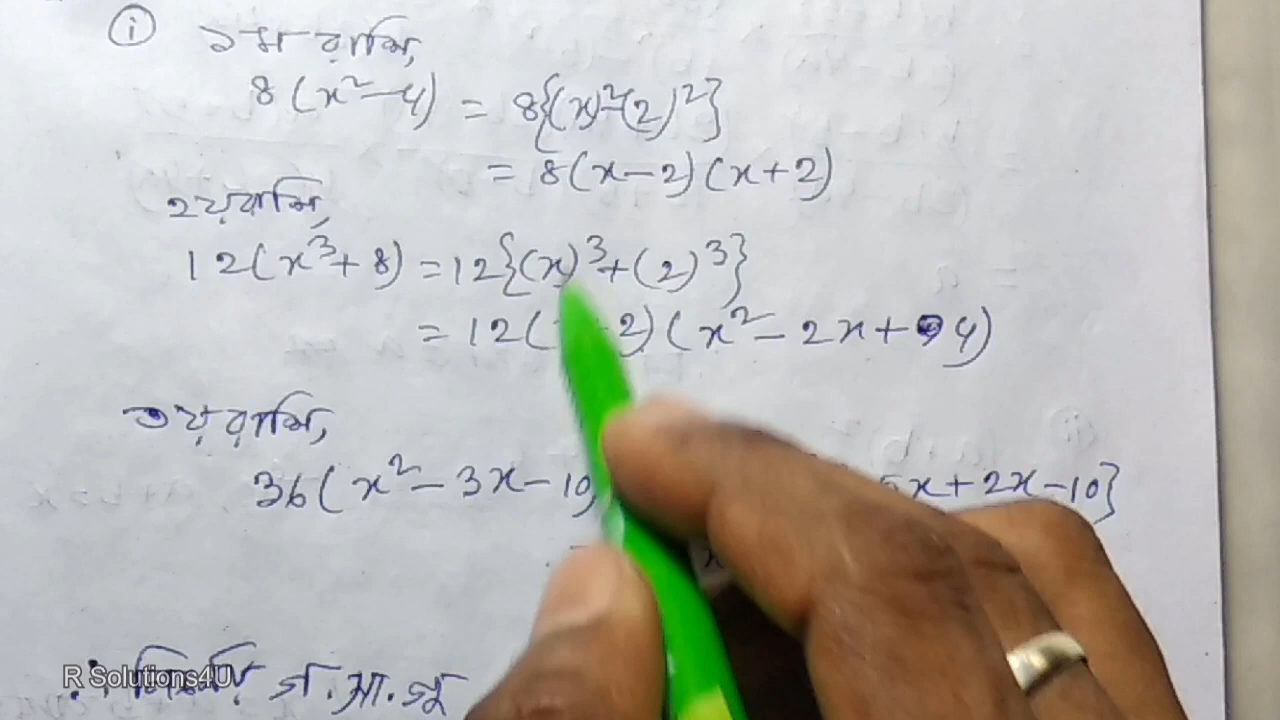 i ১ম রাশি,
8(x²-4) = 8{(x)²-(2)²}
= 8(x-2)(x+2)
২য় রাশি,
12(x³+8) = 12{(x)³+(2)³}
= 12( 2)(x²-2x+4)
৩য় রাশি,
36(x²-3x-10) 5x+2x-10}
∴ নির্ণেয় গ.সা.গু
R Solutions4U